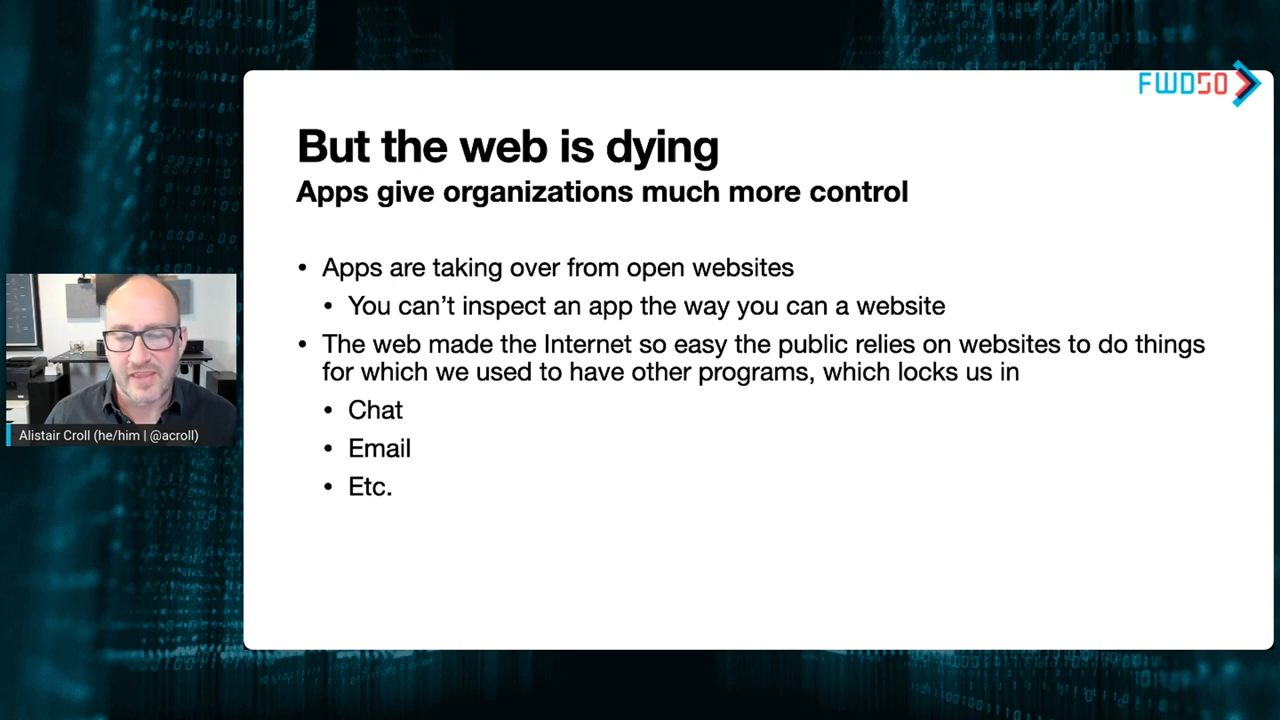 FWD50
But the web is dying
Apps give organizations much more control
• Apps are taking over from open websites
• You can’t inspect an app the way you can a website
• The web made the Internet so easy the public relies on websites to do things
for which we used to have other programs, which locks us in
• Chat
• Email
• Etc.
Alistair Croll (he/him | @acroll)